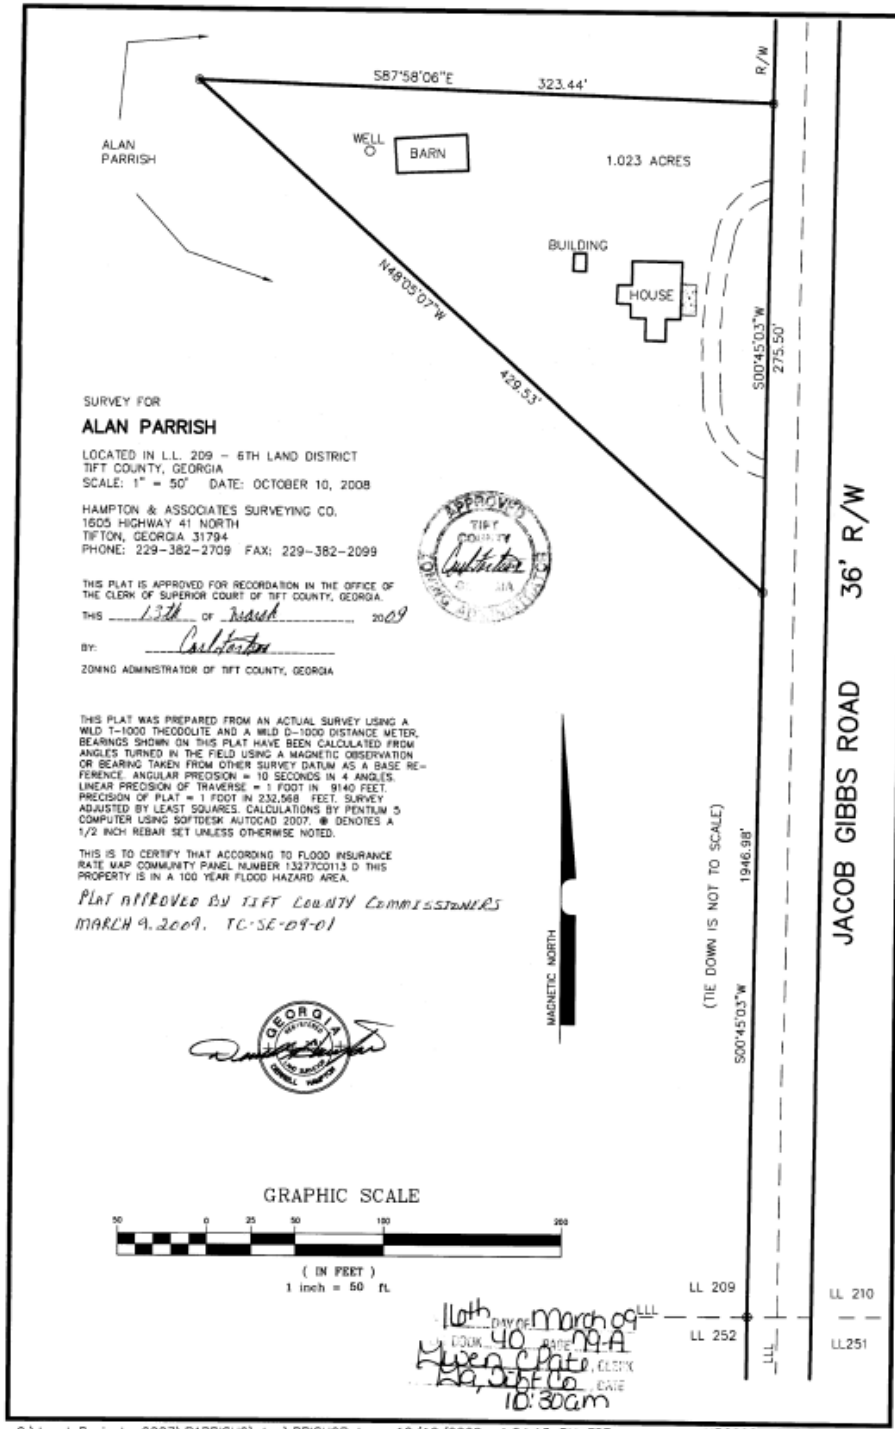 S87°58'06"E
323.44'
R/W
ALAN
PARRISH
WELL
BARN
1.023 ACRES
BUILDING
HOUSE
N48°05'07"W
429.53'
S00°45'03"W
275.50'
SURVEY FOR
ALAN PARRISH
LOCATED IN L.L. 209 - 6TH LAND DISTRICT
TIFT COUNTY, GEORGIA
SCALE: 1" = 50' DATE: OCTOBER 10, 2008
HAMPTON & ASSOCIATES SURVEYING CO.
1605 HIGHWAY 41 NORTH
TIFTON, GEORGIA 31794
PHONE: 229-382-2709 FAX: 229-382-2099
APPROVED
TIFT
COUNTY
ZONING ADMINISTRATOR
THIS PLAT IS APPROVED FOR RECORDATION IN THE OFFICE OF
THE CLERK OF SUPERIOR COURT OF TIFT COUNTY, GEORGIA.
THIS 13th OF March 2009
BY:
ZONING ADMINISTRATOR OF TIFT COUNTY, GEORGIA
THIS PLAT WAS PREPARED FROM AN ACTUAL SURVEY USING A
WILD T-1000 THEODOLITE AND A WILD D-1000 DISTANCE METER.
BEARINGS SHOWN ON THIS PLAT HAVE BEEN CALCULATED FROM
ANGLES TURNED IN THE FIELD USING A MAGNETIC OBSERVATION
OR BEARING TAKEN FROM OTHER SURVEY DATUM AS A BASE RE-
FERENCE. ANGULAR PRECISION = 10 SECONDS IN 4 ANGLES.
LINEAR PRECISION OF TRAVERSE = 1 FOOT IN 9140 FEET.
PRECISION OF PLAT = 1 FOOT IN 232,568 FEET. SURVEY
ADJUSTED BY LEAST SQUARES. CALCULATIONS BY PENTIUM 5
COMPUTER USING SOFTDESK AUTOCAD 2007. DENOTES A
1/2 INCH REBAR SET UNLESS OTHERWISE NOTED.
THIS IS TO CERTIFY THAT ACCORDING TO FLOOD INSURANCE
RATE MAP COMMUNITY PANEL NUMBER 13277C0113 D THIS
PROPERTY IS IN A 100 YEAR FLOOD HAZARD AREA.
PLAT APPROVED BY TIFT COUNTY COMMISSIONERS
MARCH 9, 2009. TC-SE-09-01
MAGNETIC NORTH
(TIE DOWN IS NOT TO SCALE)
S00°45'03"W
1946.98'
JACOB GIBBS ROAD 36' R/W
GEORGIA
REGISTERED
LAND SURVEYOR
HAMPTON
GRAPHIC SCALE
50 0 25 50 100 200
( IN FEET )
1 inch = 50 ft.
LL 209
LL 210
LLL
LL 252
LL251
LLL
16th DAY OF March 09
BOOK 40 PAGE 79-A
Gwen C Pate, CLERK
Tift Co DATE
10:30am